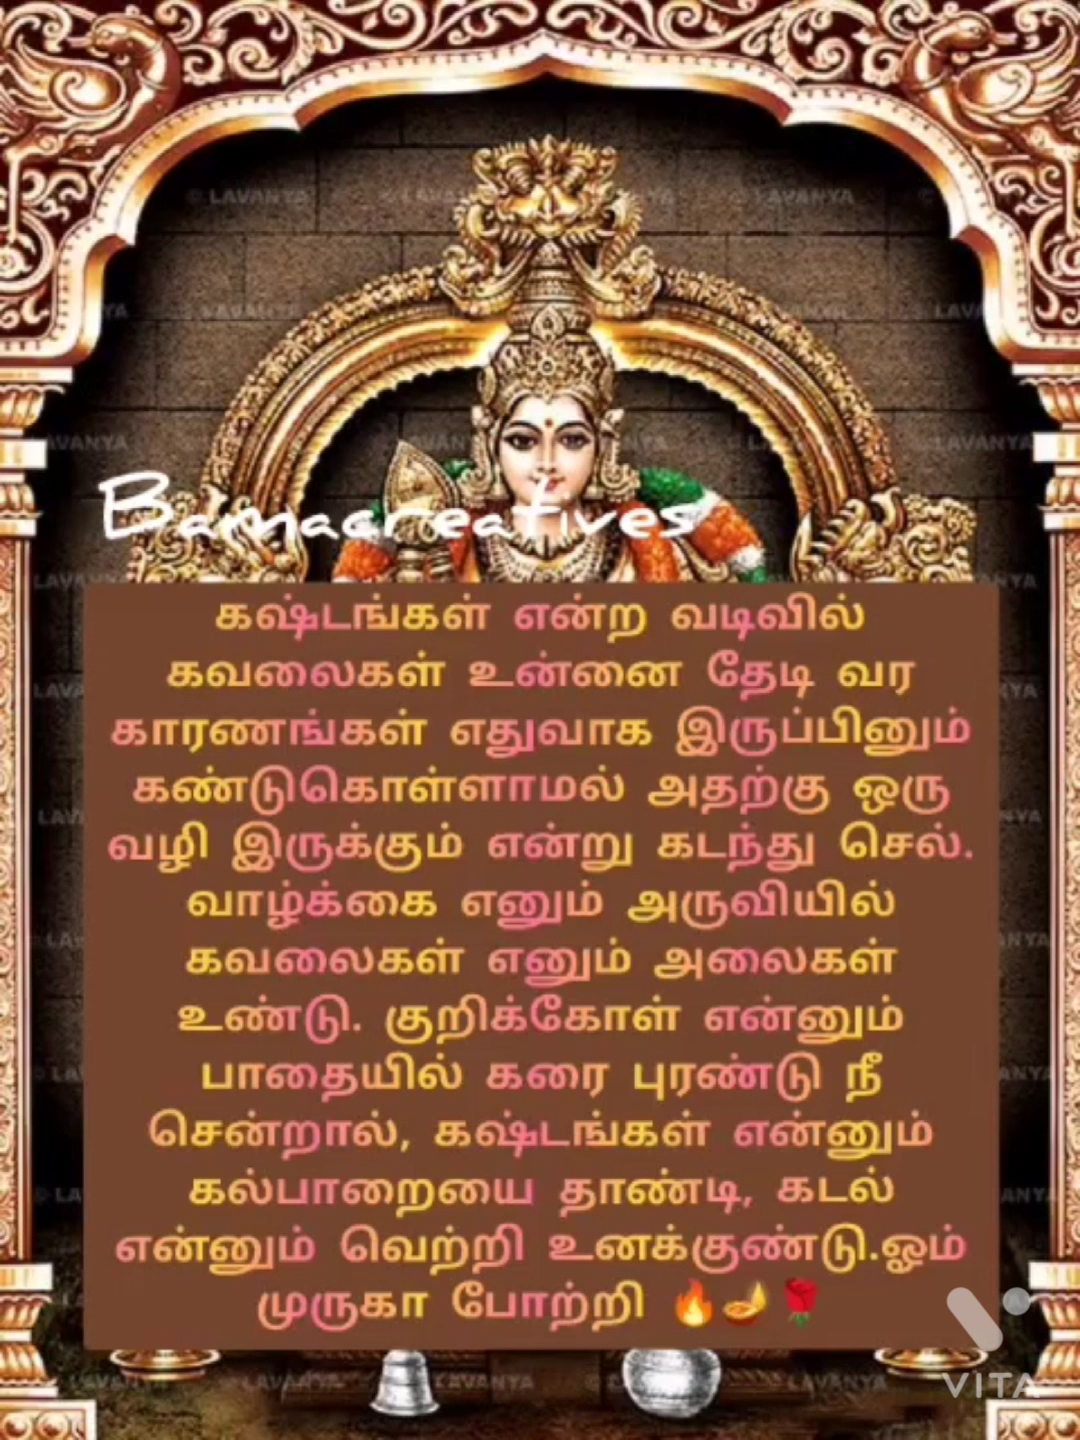 Bamacreatives
கஷ்டங்கள் என்ற வடிவில்
கவலைகள் உன்னை தேடி வர
காரணங்கள் எதுவாக இருப்பினும்
கண்டுகொள்ளாமல் அதற்கு ஒரு
வழி இருக்கும் என்று கடந்து செல்.
வாழ்க்கை எனும் அருவியில்
கவலைகள் எனும் அலைகள்
உண்டு. குறிக்கோள் என்னும்
பாதையில் கரை புரண்டு நீ
சென்றால், கஷ்டங்கள் என்னும்
கல்பாறையை தாண்டி, கடல்
என்னும் வெற்றி உனக்குண்டு.ஓம்
முருகா போற்றி 🔥🪔🌹
VITA
© LAVANYA